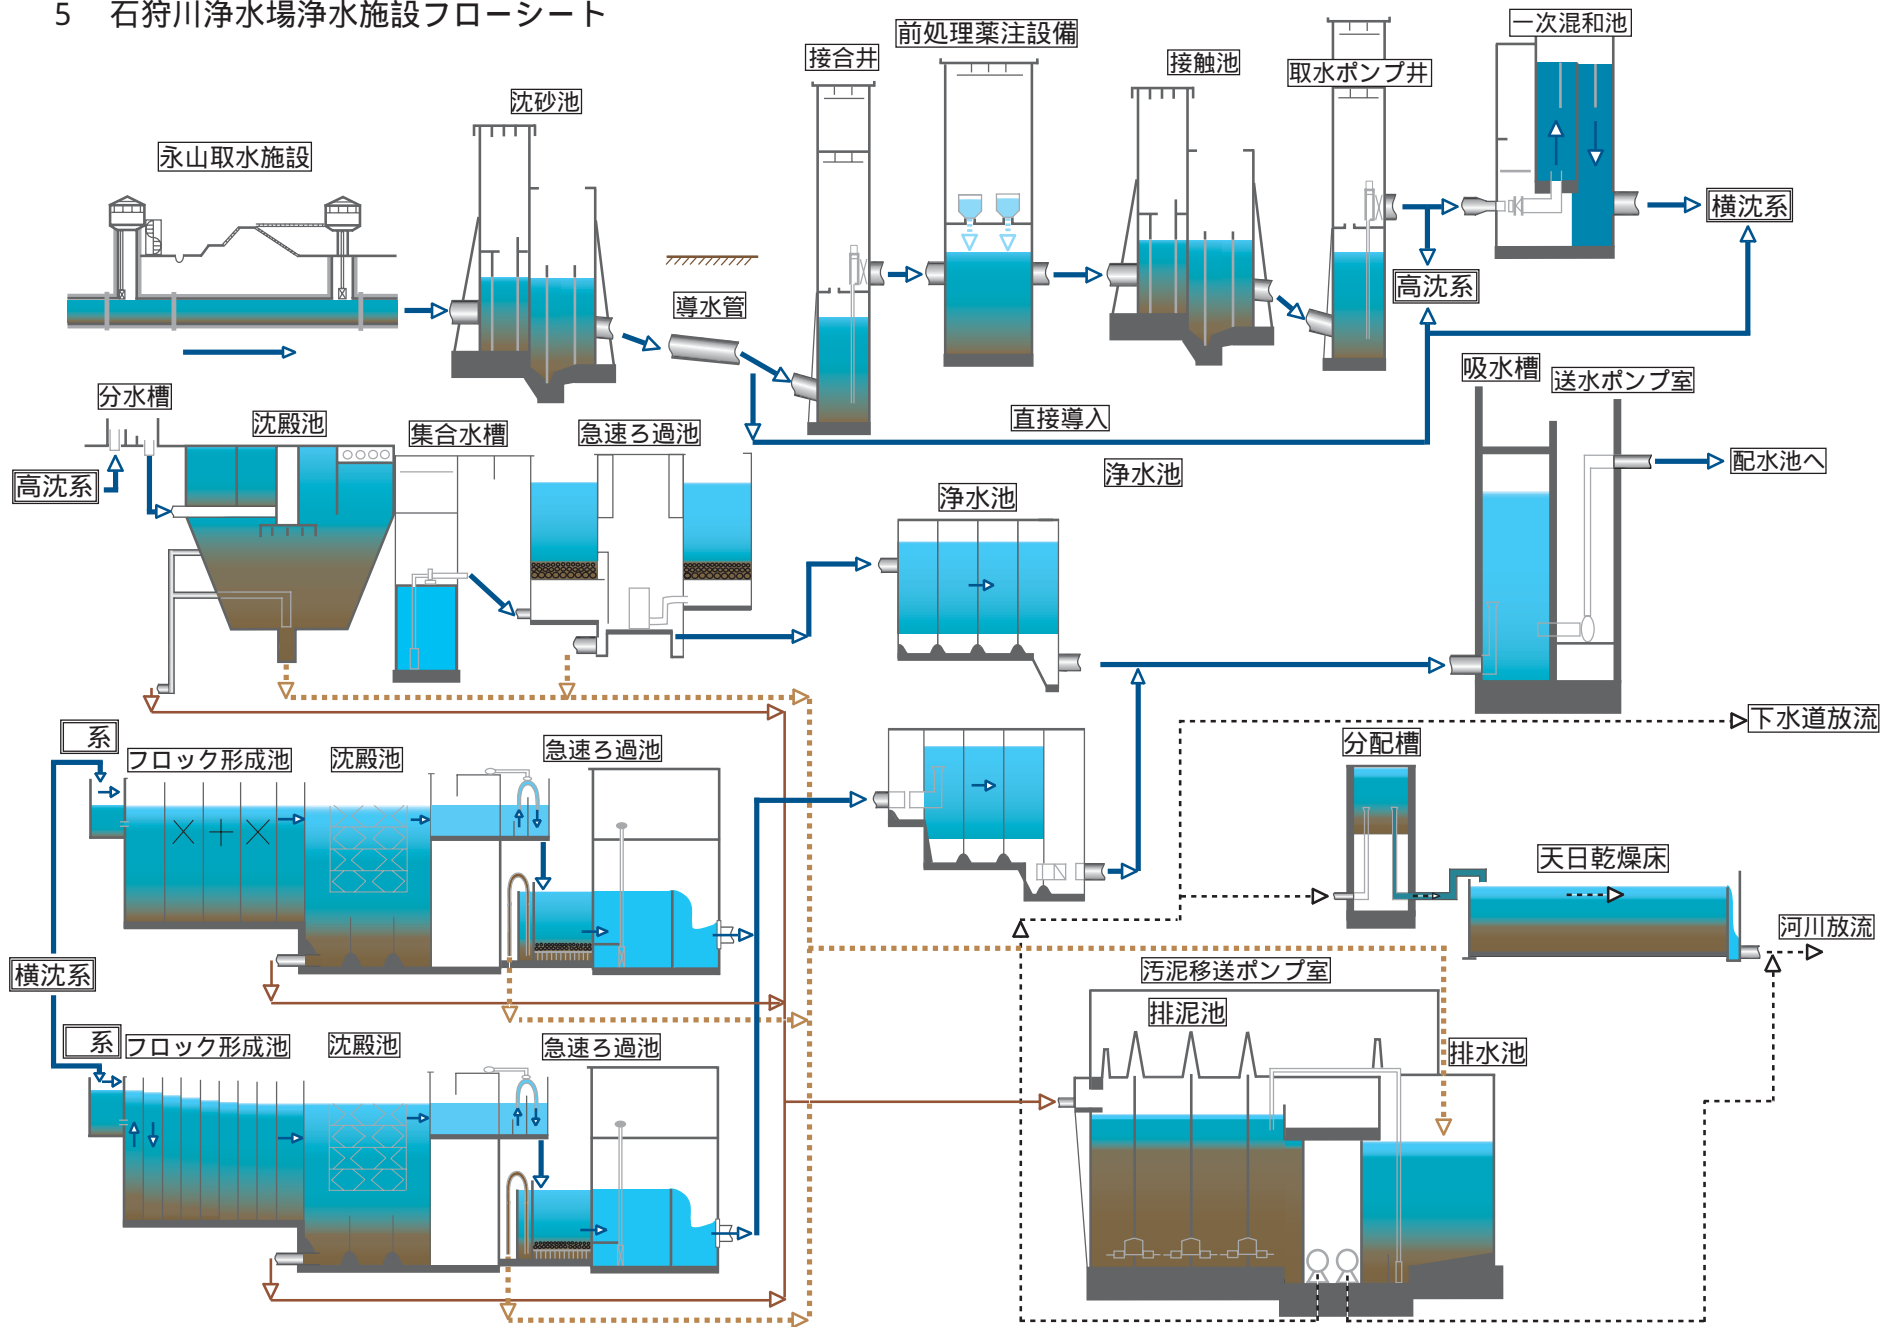 5 石狩川浄水場浄水施設フローシート
永山取水施設
沈砂池
導水管
接合井
前処理薬注設備
接触池
取水ポンプ井
一次混和池
横沈系
高沈系
直接導入
分水槽
高沈系
沈殿池
集合水槽
急速ろ過池
浄水池
浄水池
吸水槽
送水ポンプ室
配水池へ
系
フロック形成池
沈殿池
急速ろ過池
横沈系
系
フロック形成池
沈殿池
急速ろ過池
下水道放流
分配槽
天日乾燥床
河川放流
汚泥移送ポンプ室
排泥池
排水池